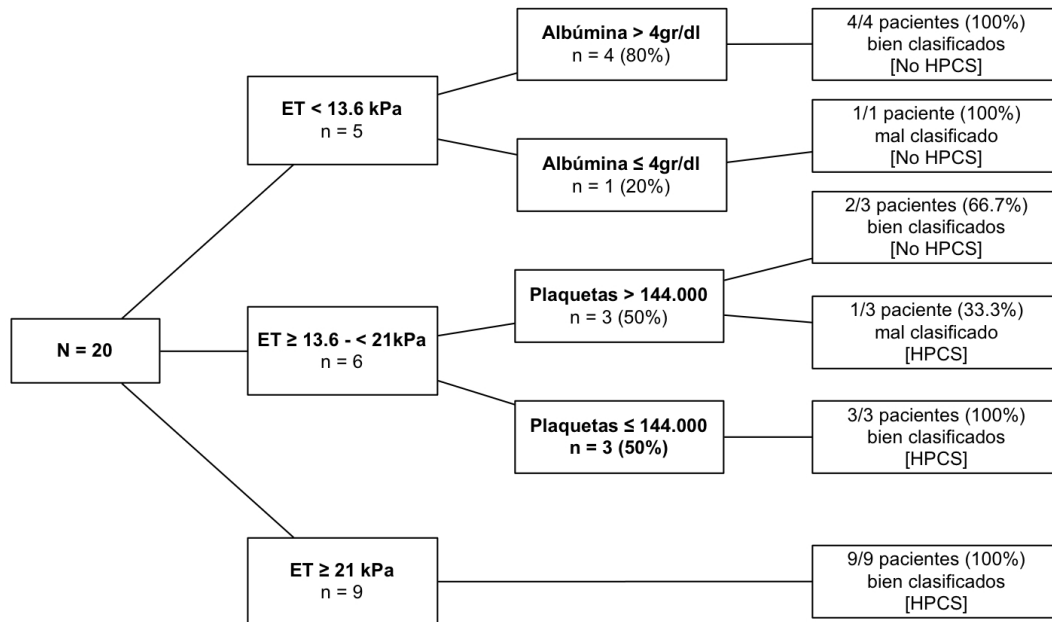 N = 20
ET < 13.6 kPa
n = 5
ET ≥ 13.6 - < 21kPa
n = 6
ET ≥ 21 kPa
n = 9
Albúmina > 4gr/dl
n = 4 (80%)
Albúmina ≤ 4gr/dl
n = 1 (20%)
Plaquetas > 144.000
n = 3 (50%)
Plaquetas ≤ 144.000
n = 3 (50%)
4/4 pacientes (100%)
bien clasificados
[No HPCS]
1/1 paciente (100%)
mal clasificado
[No HPCS]
2/3 pacientes (66.7%)
bien clasificados
[No HPCS]
1/3 paciente (33.3%)
mal clasificado
[HPCS]
3/3 pacientes (100%)
bien clasificados
[HPCS]
9/9 pacientes (100%)
bien clasificados
[HPCS]